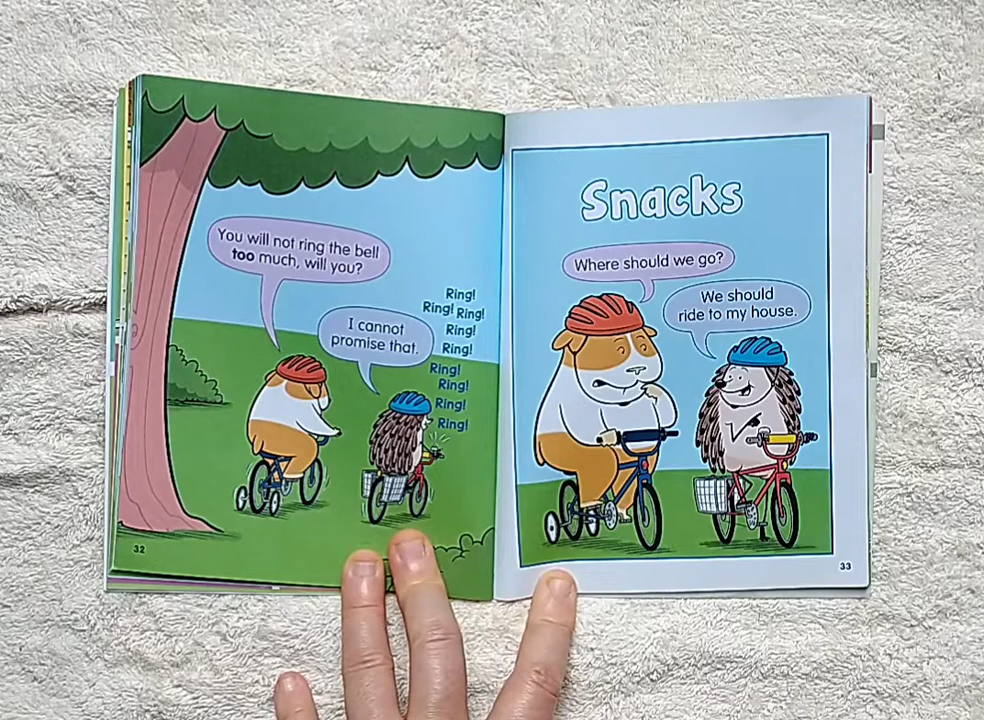 You will not ring the bell
too much, will you?
I cannot
promise that.
Ring!
Ring! Ring!
Ring!
Ring!
Ring!
Ring!
Ring!
Ring!
32
Snacks
Where should we go?
We should
ride to my house.
33